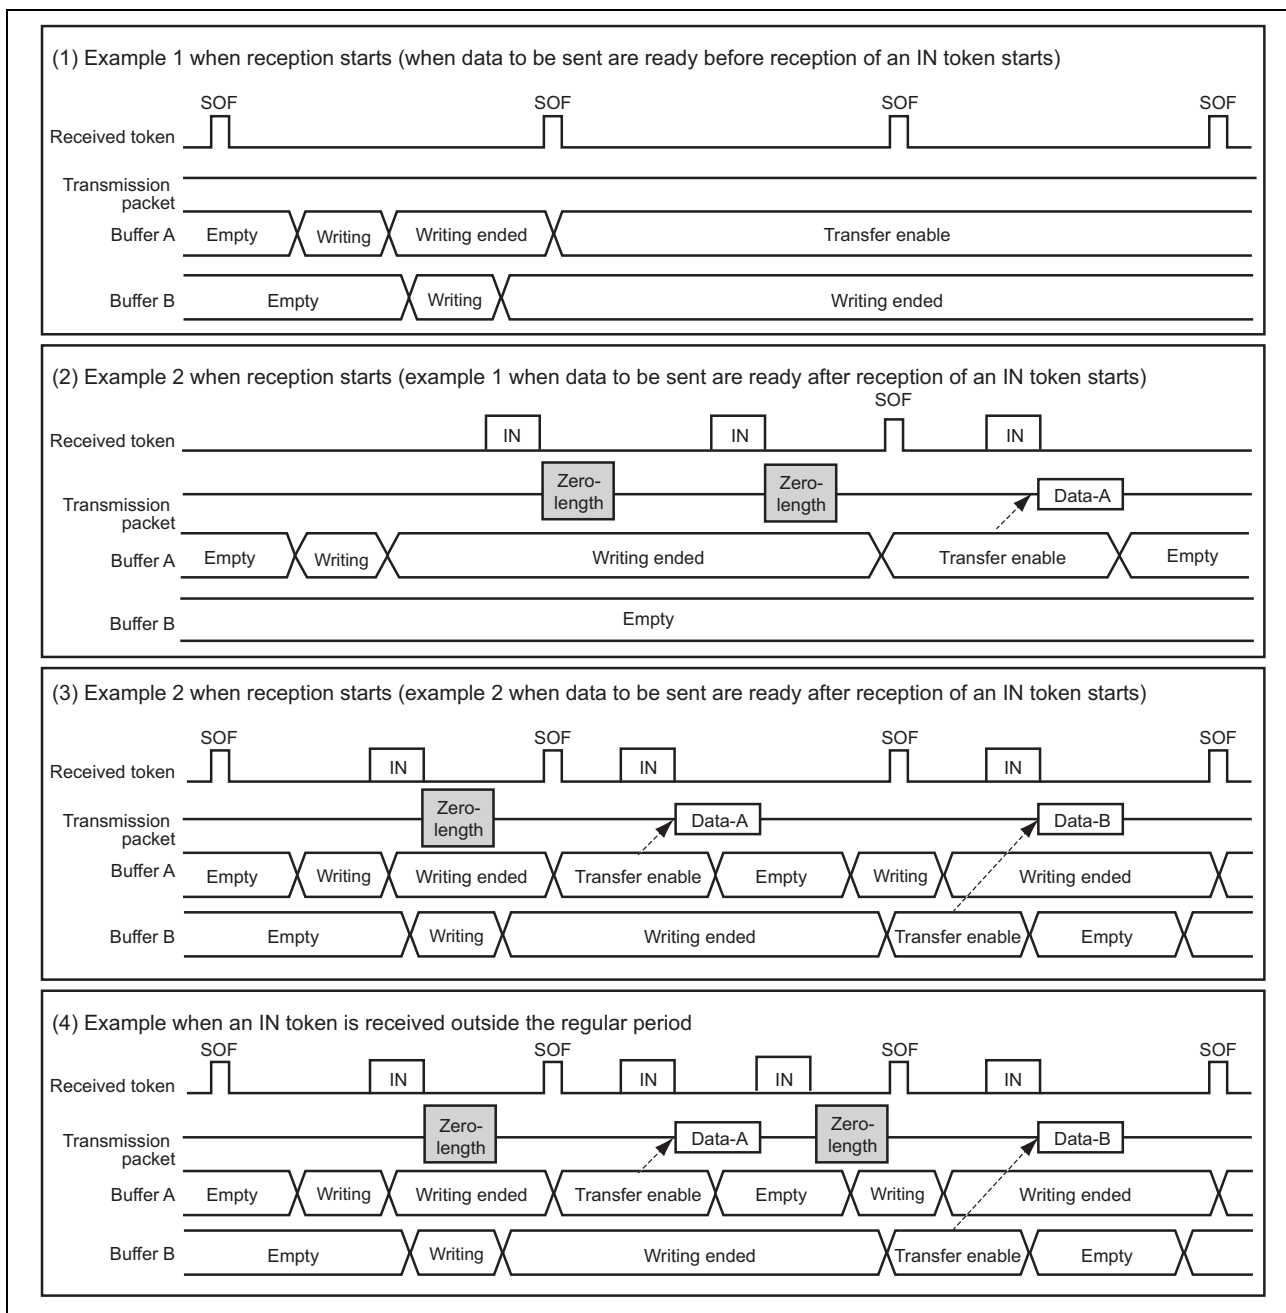 (1) Example 1 when reception starts (when data to be sent are ready before reception of an IN token starts)
SOF SOF SOF SOF
Received token
Transmission
packet
Buffer A Empty Writing Writing ended Transfer enable
Buffer B Empty Writing Writing ended
(2) Example 2 when reception starts (example 1 when data to be sent are ready after reception of an IN token starts)
SOF
Received token IN IN IN
Zero-
length
Zero-
length
Data-A
Transmission
packet
Buffer A Empty Writing Writing ended Transfer enable Empty
Buffer B Empty
(3) Example 2 when reception starts (example 2 when data to be sent are ready after reception of an IN token starts)
SOF SOF SOF SOF
Received token IN IN IN
Zero-
length
Data-A Data-B
Transmission
packet
Buffer A Empty Writing Writing ended Transfer enable Empty Writing Writing ended
Buffer B Empty Writing Writing ended Transfer enable Empty
(4) Example when an IN token is received outside the regular period
SOF SOF SOF SOF
Received token IN IN IN IN
Zero-
length
Data-A
Zero-
length
Data-B
Transmission
packet
Buffer A Empty Writing Writing ended Transfer enable Empty Writing Writing ended
Buffer B Empty Writing Writing ended Transfer enable Empty